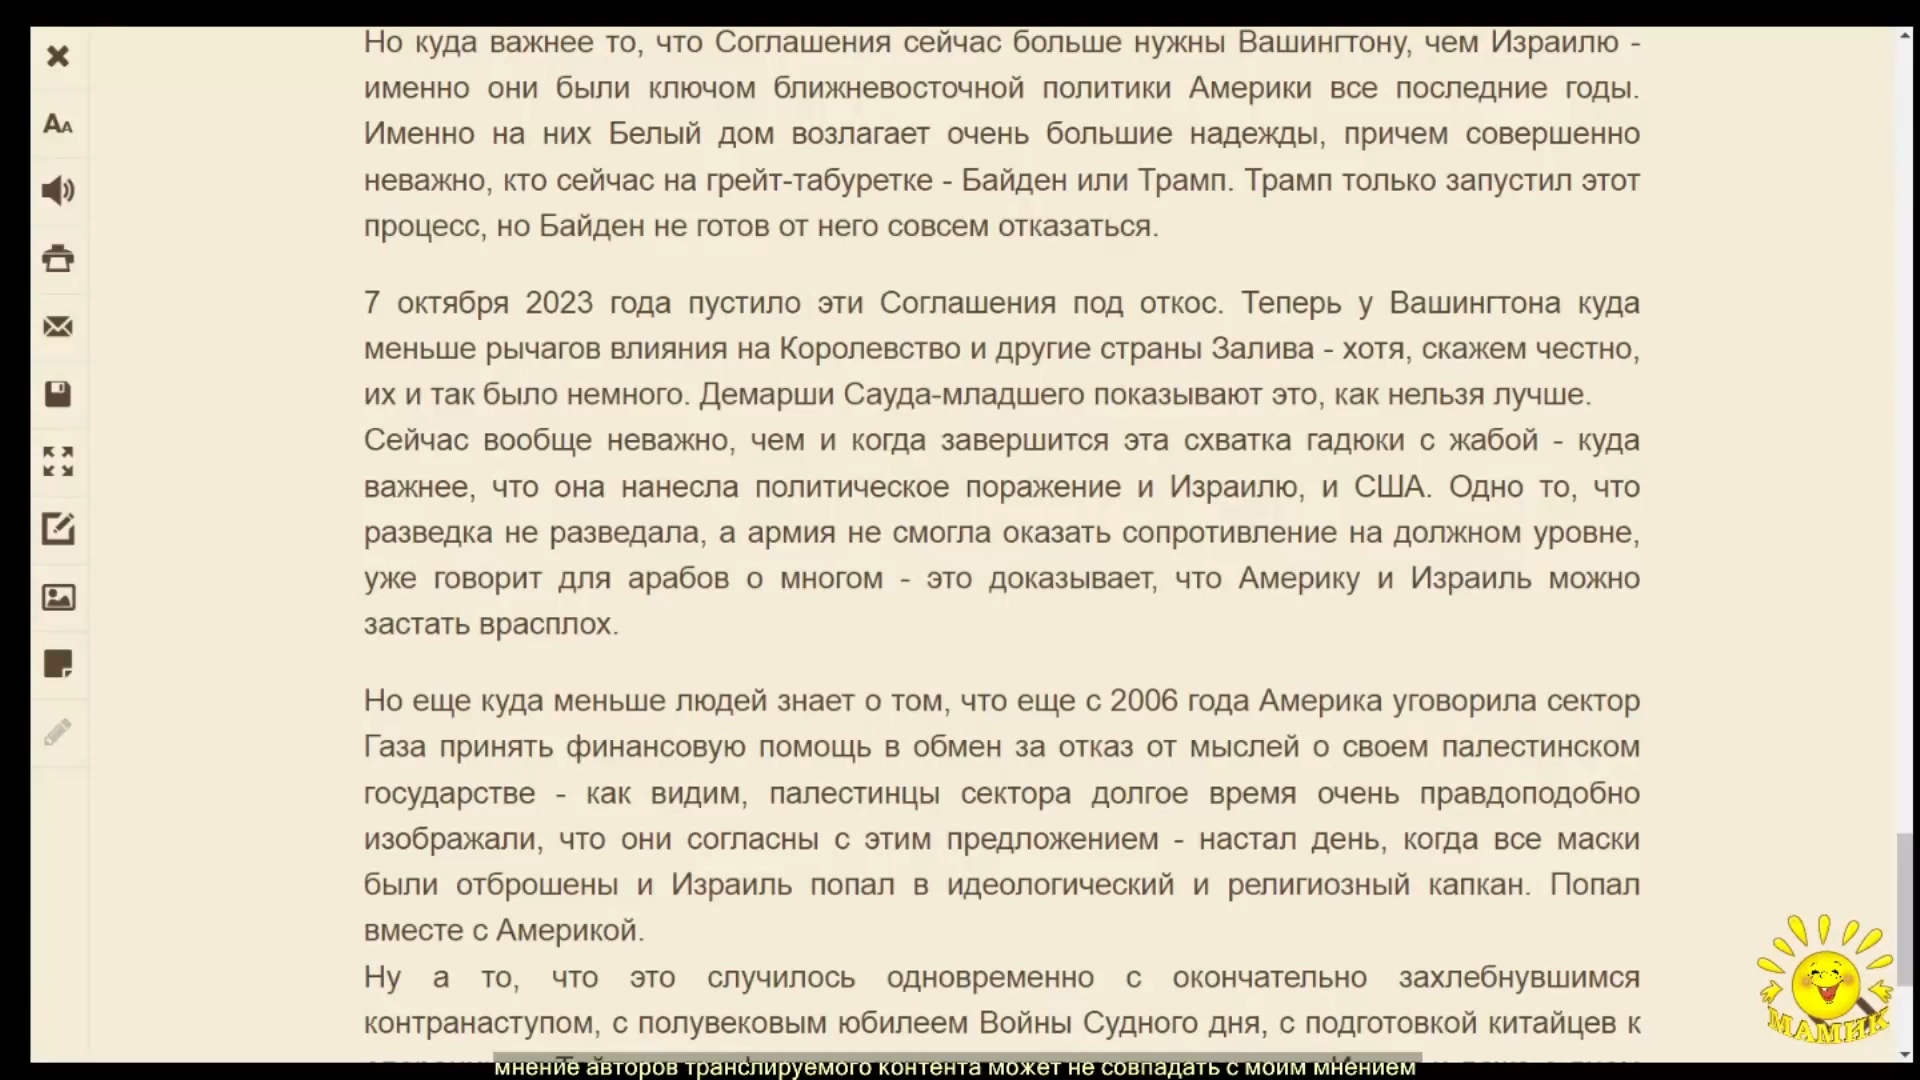 Но куда важнее то, что Соглашения сейчас больше нужны Вашингтону, чем Израилю -
именно они были ключом ближневосточной политики Америки все последние годы.
Именно на них Белый дом возлагает очень большие надежды, причем совершенно
неважно, кто сейчас на грейт-табуретке - Байден или Трамп. Трамп только запустил этот
процесс, но Байден не готов от него совсем отказаться.
7 октября 2023 года пустило эти Соглашения под откос. Теперь у Вашингтона куда
меньше рычагов влияния на Королевство и другие страны Залива - хотя, скажем честно,
их и так было немного. Демарши Сауда-младшего показывают это, как нельзя лучше.
Сейчас вообще неважно, чем и когда завершится эта схватка гадюки с жабой - куда
важнее, что она нанесла политическое поражение и Израилю, и США. Одно то, что
разведка не разведала, а армия не смогла оказать сопротивление на должном уровне,
уже говорит для арабов о многом - это доказывает, что Америку и Израиль можно
застать врасплох.
Но еще куда меньше людей знает о том, что еще с 2006 года Америка уговорила сектор
Газа принять финансовую помощь в обмен за отказ от мыслей о своем палестинском
государстве - как видим, палестинцы сектора долгое время очень правдоподобно
изображали, что они согласны с этим предложением - настал день, когда все маски
были отброшены и Израиль попал в идеологический и религиозный капкан. Попал
вместе с Америкой.
Ну а то, что это случилось одновременно с окончательно захлебнувшимся
контранаступом, с полувековым юбилеем Войны Судного дня, с подготовкой китайцев к
мнение авторов транслируемого контента может не совпадать с моим мнением
МАМИК